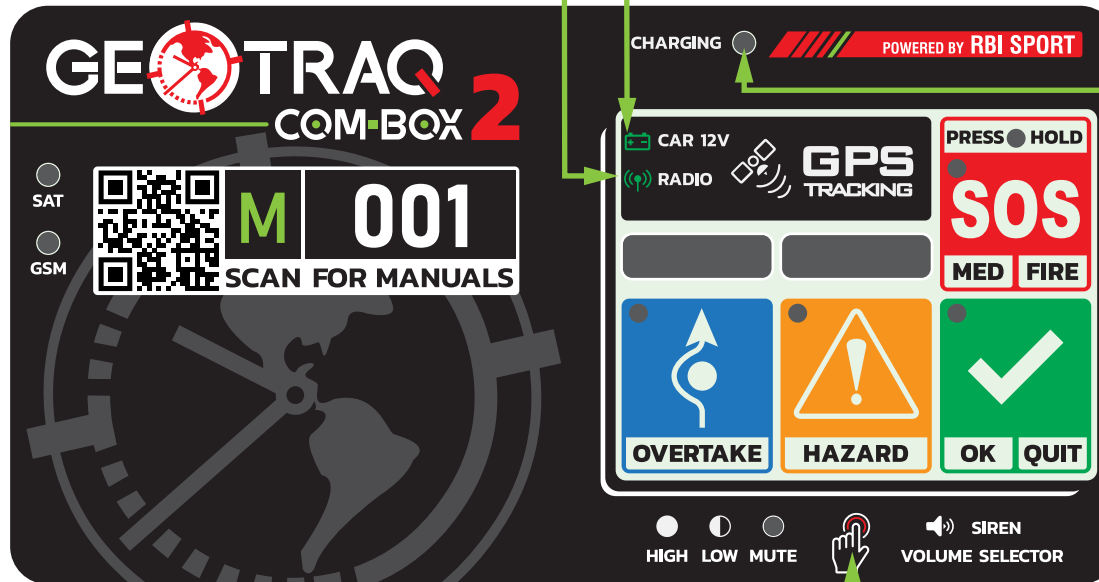 GEOTRAQ
COM-BOX 2
CHARGING
POWERED BY RBI SPORT
SAT
GSM
M 001
SCAN FOR MANUALS
CAR 12V
RADIO
GPS
TRACKING
PRESS HOLD
SOS
MED FIRE
OVERTAKE
HAZARD
OK QUIT
HIGH LOW MUTE
SIREN
VOLUME SELECTOR